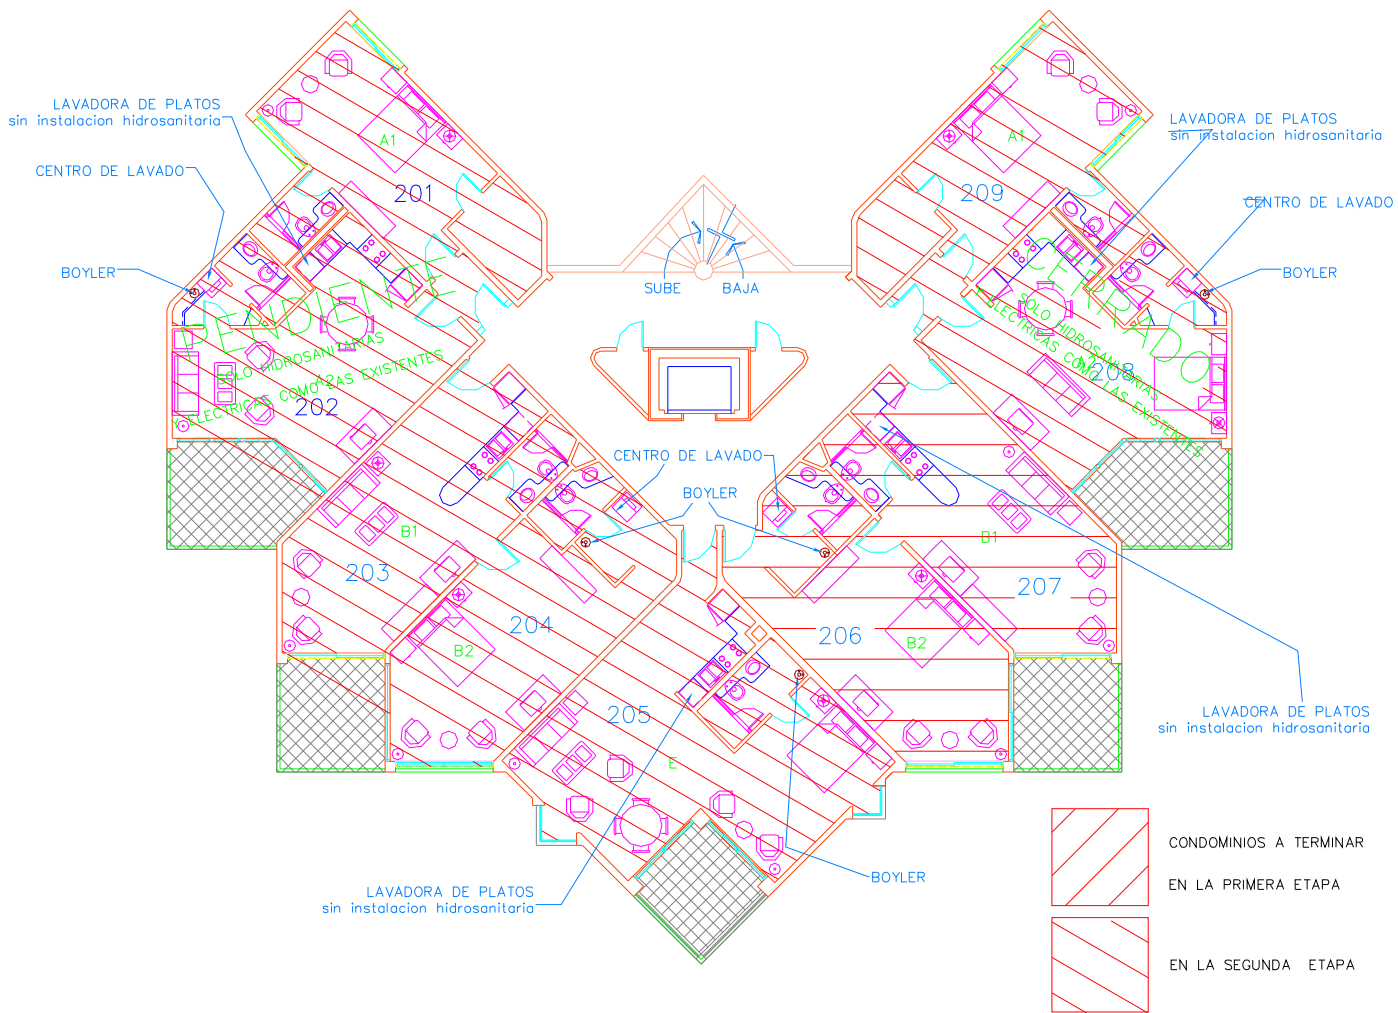 LAVADORA DE PLATOS
sin instalacion hidrosanitaria
CENTRO DE LAVADO
BOYLER
A1
201
PENDIENTE
SOLO HIDROSANITARIAS
Y ELECTRICAS COMO LAS EXISTENTES
A2
202
SUBE
BAJA
LAVADORA DE PLATOS
sin instalacion hidrosanitaria
CENTRO DE LAVADO
BOYLER
A1
209
CERRADO
SOLO HIDROSANITARIAS
Y ELECTRICAS COMO LAS EXISTENTES
208
CENTRO DE LAVADO
BOYLER
B1
203
204
B2
B1
207
206
B2
205
E
LAVADORA DE PLATOS
sin instalacion hidrosanitaria
LAVADORA DE PLATOS
sin instalacion hidrosanitaria
BOYLER
CONDOMINIOS A TERMINAR
EN LA PRIMERA ETAPA
EN LA SEGUNDA ETAPA